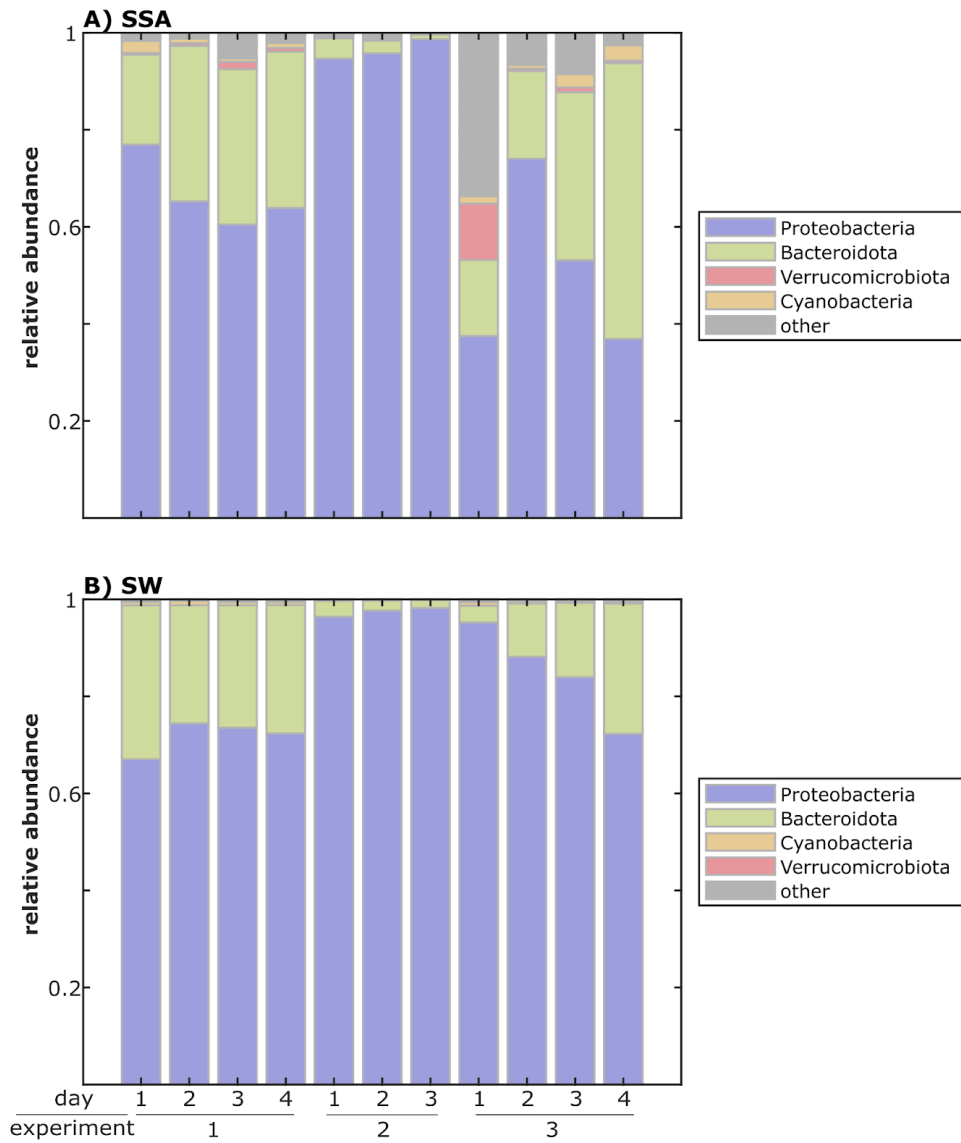 A) SSA
1
0.6
0.2
relative abundance
Proteobacteria
Bacteroidota
Verrucomicrobiota
Cyanobacteria
other
B) SW
1
0.6
0.2
relative abundance
Proteobacteria
Bacteroidota
Cyanobacteria
Verrucomicrobiota
other
day 1 2 3 4 1 2 3 1 2 3 4
experiment 1 2 3